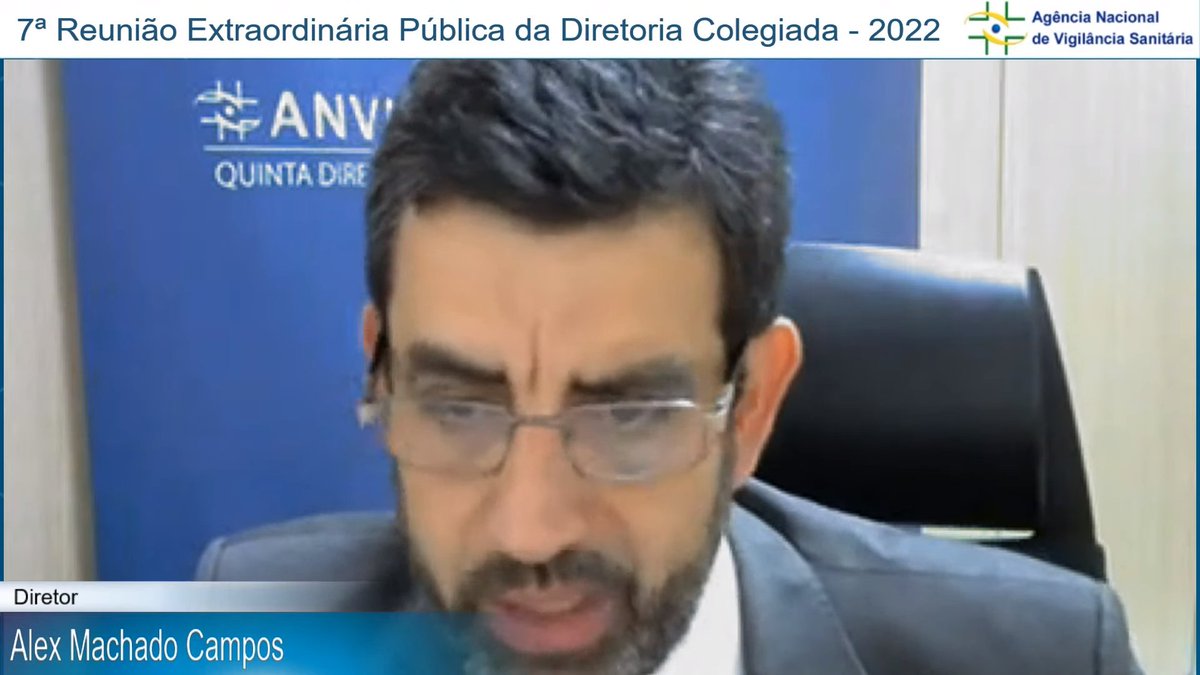 7ª Reunião Extraordinária Pública da Diretoria Colegiada - 2022
Agência Nacional
de Vigilância Sanitária
ANVI
QUINTA DIRE
Diretor
Alex Machado Campos